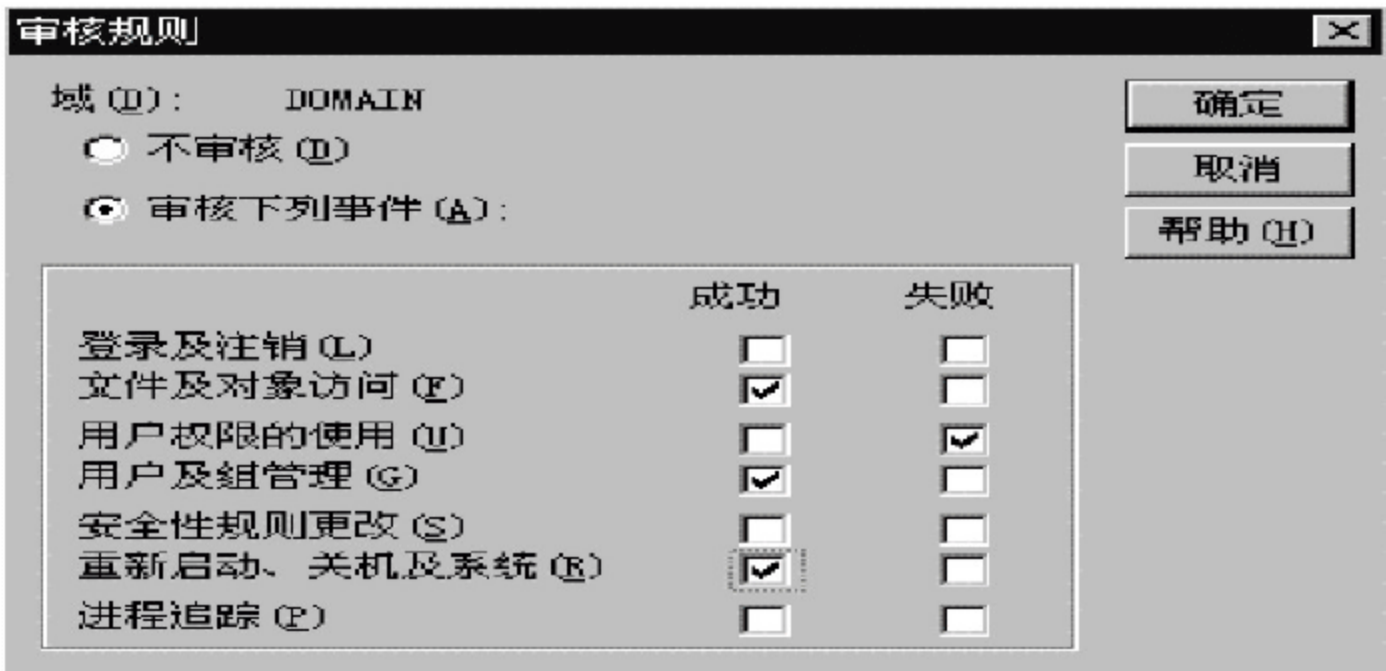 审核规则
域(D): DOMAIN
确定
不审核(D)
取消
审核下列事件(A):
帮助(H)
成功 失败
登录及注销(L)
文件及对象访问(F)
用户权限的使用(U)
用户及组管理(G)
安全性规则更改(S)
重新启动、关机及系统(R)
进程追踪(P)